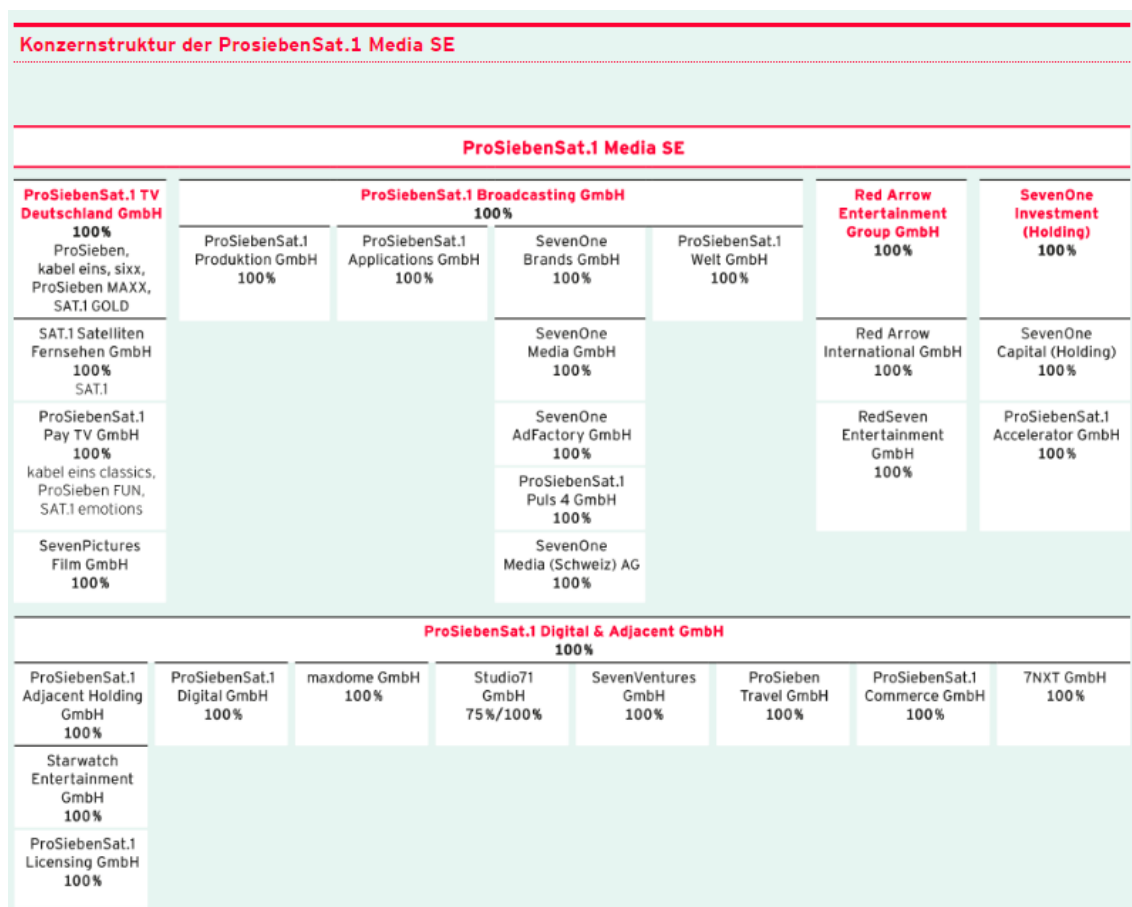 Konzernstruktur der ProsiebenSat.1 Media SE
ProSiebenSat.1 Media SE
ProSiebenSat.1 TV
Deutschland GmbH
100%
ProSieben,
kabel eins, sixx,
ProSieben MAXX,
SAT.1 GOLD
SAT.1 Satelliten
Fernsehen GmbH
100%
SAT.1
ProSiebenSat.1
Pay TV GmbH
100%
kabel eins classics,
ProSieben FUN,
SAT.1 emotions
SevenPictures
Film GmbH
100%
ProSiebenSat.1 Broadcasting GmbH
100%
ProSiebenSat.1
Produktion GmbH
100%
ProSiebenSat.1
Applications GmbH
100%
SevenOne
Brands GmbH
100%
SevenOne
Media GmbH
100%
SevenOne
AdFactory GmbH
100%
ProSiebenSat.1
Puls 4 GmbH
100%
SevenOne
Media (Schweiz) AG
100%
ProSiebenSat.1
Welt GmbH
100%
Red Arrow
Entertainment
Group GmbH
100%
Red Arrow
International GmbH
100%
RedSeven
Entertainment
GmbH
100%
SevenOne
Investment
(Holding)
100%
SevenOne
Capital (Holding)
100%
ProSiebenSat.1
Accelerator GmbH
100%
ProSiebenSat.1 Digital & Adjacent GmbH
100%
ProSiebenSat.1
Adjacent Holding
GmbH
100%
Starwatch
Entertainment
GmbH
100%
ProSiebenSat.1
Licensing GmbH
100%
ProSiebenSat.1
Digital GmbH
100%
maxdome GmbH
100%
Studio71
GmbH
75%/100%
SevenVentures
GmbH
100%
ProSieben
Travel GmbH
100%
ProSiebenSat.1
Commerce GmbH
100%
7NXT GmbH
100%